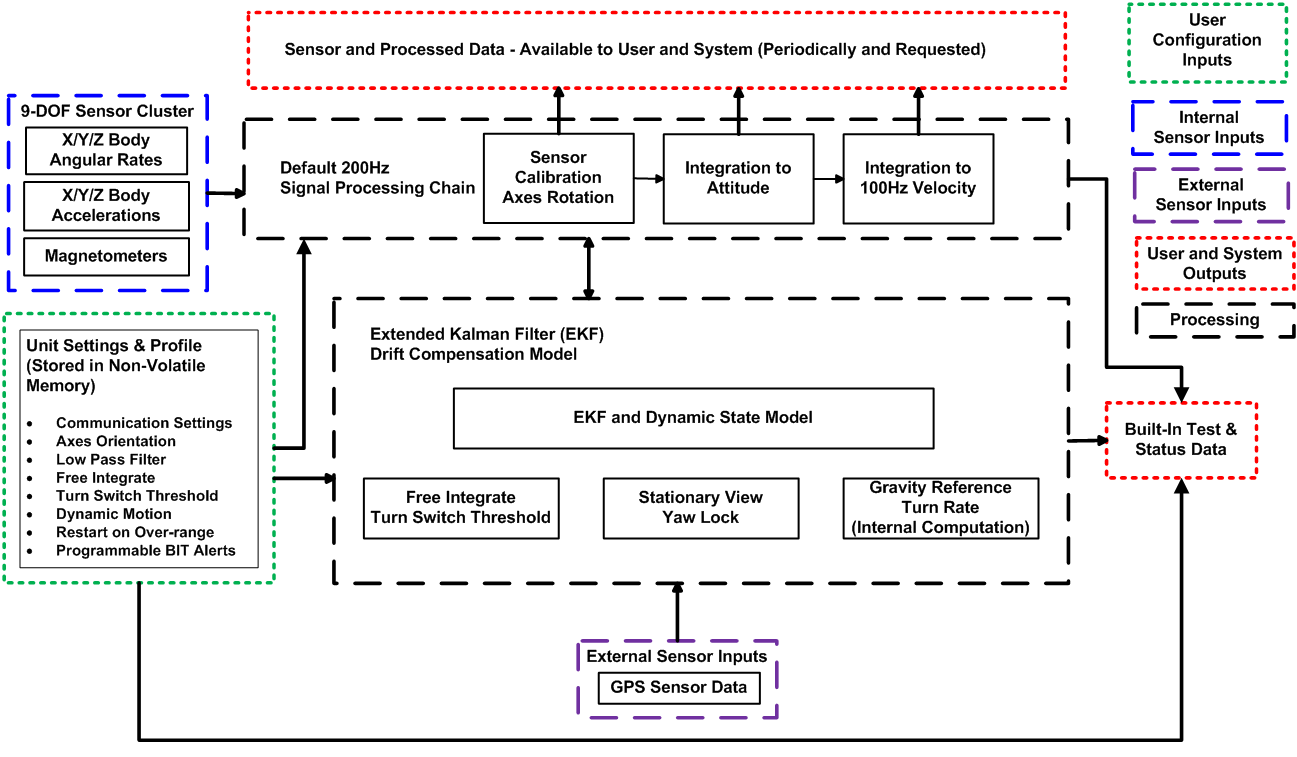 Sensor and Processed Data - Available to User and System (Periodically and Requested)
User
Configuration
Inputs
9-DOF Sensor Cluster
X/Y/Z Body
Angular Rates
X/Y/Z Body
Accelerations
Magnetometers
Default 200Hz
Signal Processing Chain
Sensor
Calibration
Axes Rotation
Integration to
Attitude
Integration to
100Hz Velocity
Internal
Sensor Inputs
External
Sensor Inputs
User and System
Outputs
Processing
Unit Settings & Profile
(Stored in Non-Volatile
Memory)
• Communication Settings
• Axes Orientation
• Low Pass Filter
• Free Integrate
• Turn Switch Threshold
• Dynamic Motion
• Restart on Over-range
• Programmable BIT Alerts
Extended Kalman Filter (EKF)
Drift Compensation Model
EKF and Dynamic State Model
Free Integrate
Turn Switch Threshold
Stationary View
Yaw Lock
Gravity Reference
Turn Rate
(Internal Computation)
Built-In Test &
Status Data
External Sensor Inputs
GPS Sensor Data